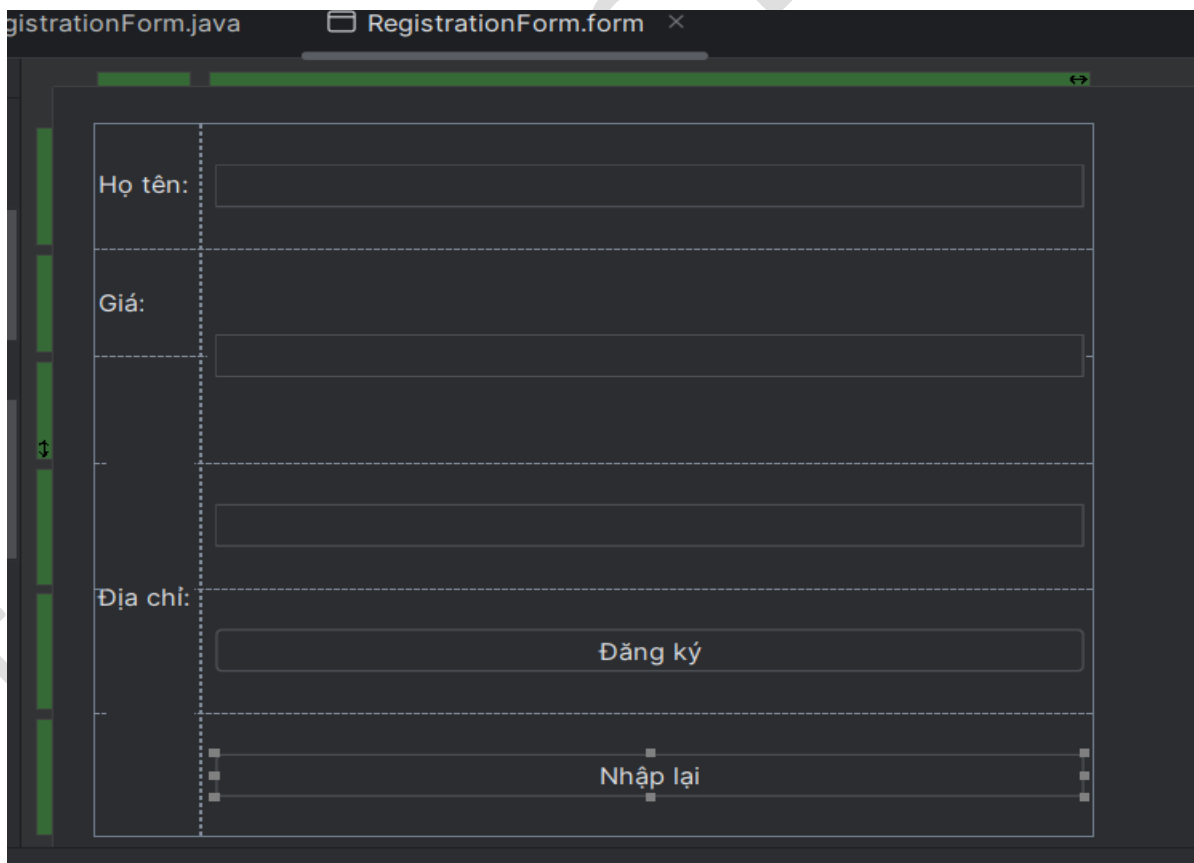 gistrationForm.java RegistrationForm.form
Họ tên:
Giá:
Địa chỉ:
Đăng ký
Nhập lại